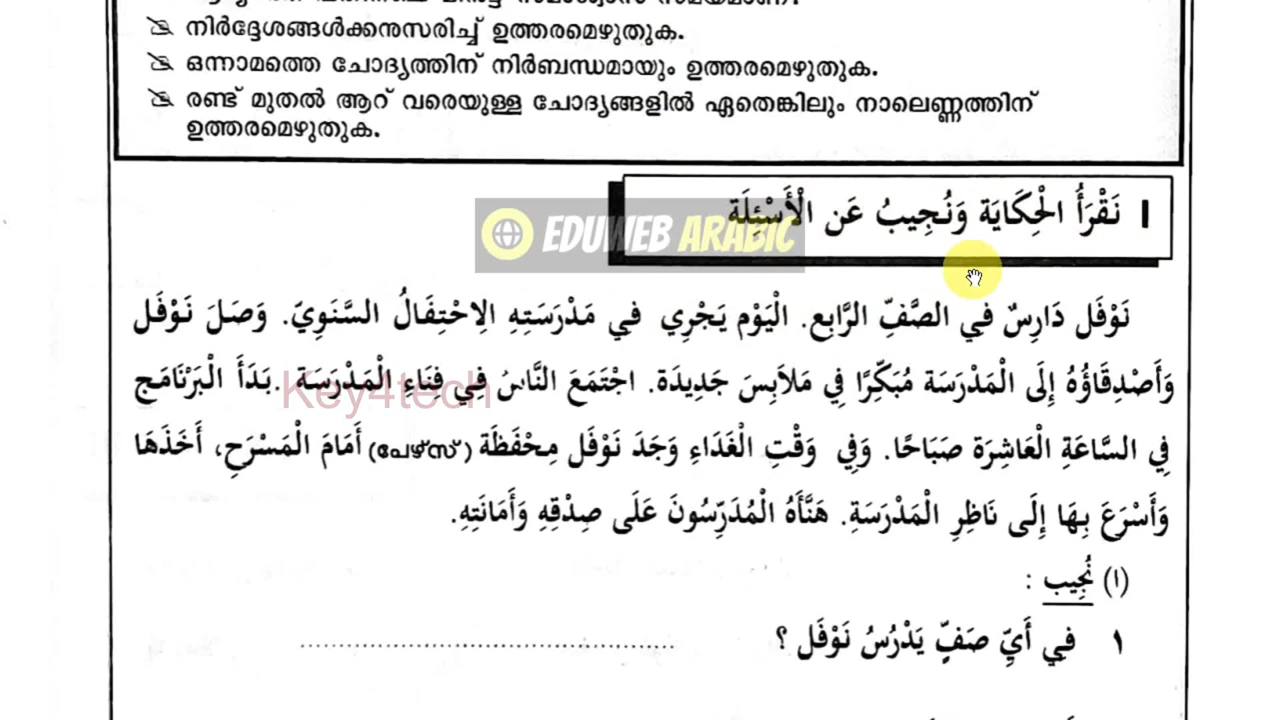 നിർദ്ദേശങ്ങൾക്കനുസരിച്ച് ഉത്തരമെഴുതുക.
ഒന്നാമത്തെ ചോദ്യത്തിന് നിർബന്ധമായും ഉത്തരമെഴുതുക.
രണ്ട് മുതൽ ആറ് വരെയുള്ള ചോദ്യങ്ങളിൽ ഏതെങ്കിലും നാലെണ്ണത്തിന്
ഉത്തരമെഴുതുക.
I نَقْرَأُ الْحِكَايَة وَنُجِيبُ عَن الْأَسْئِلَة
EDUWEB ARABIC
نَوْفَل دَارِسٌ فِي الصَّفِّ الرَّابِع. الْيَوْم يَجْرِي فِي مَدْرَسَتِهِ الِاحْتِفَالُ السَّنَوِيّ. وَصَلَ نَوْفَل
وَأَصْدِقَاؤُهُ إِلَى الْمَدْرَسَة مُبَكِّرًا فِي مَلاَبِسَ جَدِيدَة. اجْتَمَعَ النَّاسُ فِي فِنَاءِ الْمَدْرَسَة .بَدَأَ الْبَرْنَامَج
Key4tech
فِي السَّاعَةِ الْعَاشِرَة صَبَاحًا. وَفِي وَقْتِ الْغَدَاءِ وَجَدَ نَوْفَل مِحْفَظَة (പേഴ്സ്) أَمَامَ الْمَسْرَحِ، أَخَذَهَا
وَأَسْرَعَ بِهَا إِلَى نَاظِرِ الْمَدْرَسَةِ. هَنَّأَهُ الْمُدَرِّسُونَ عَلَى صِدْقِهِ وَأَمَانَتِهِ.
(١) نُجِيب :
١ فِي أَيِّ صَفٍّ يَدْرُسُ نَوْفَل ؟ ..........................................